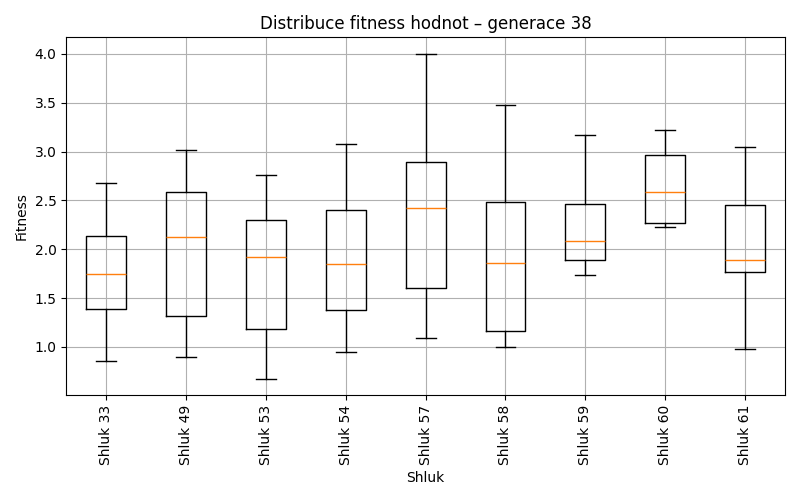 Distribuce fitness hodnot – generace 38
Fitness
4.0
3.5
3.0
2.5
2.0
1.5
1.0
Shluk 33
Shluk 49
Shluk 53
Shluk 54
Shluk 57
Shluk 58
Shluk 59
Shluk 60
Shluk 61
Shluk